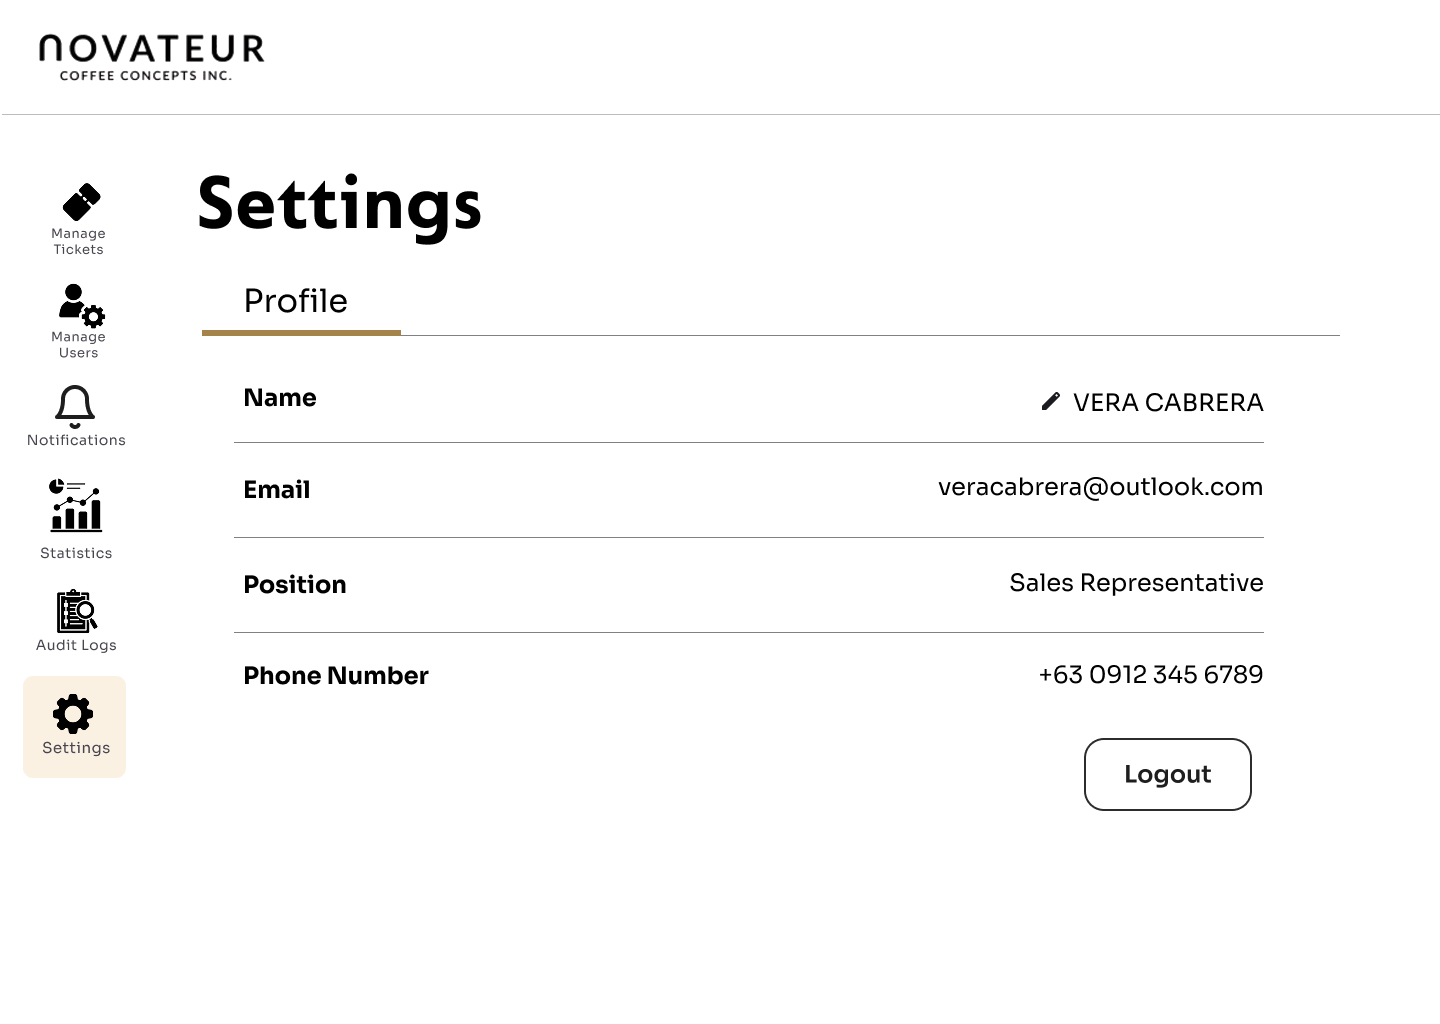 NOVATEUR
COFFEE CONCEPTS INC.
Manage
Tickets
Manage
Users
Notifications
Statistics
Audit Logs
Settings
Settings
Profile
Name
VERA CABRERA
Email
veracabrera@outlook.com
Position
Sales Representative
Phone Number
+63 0912 345 6789
Logout